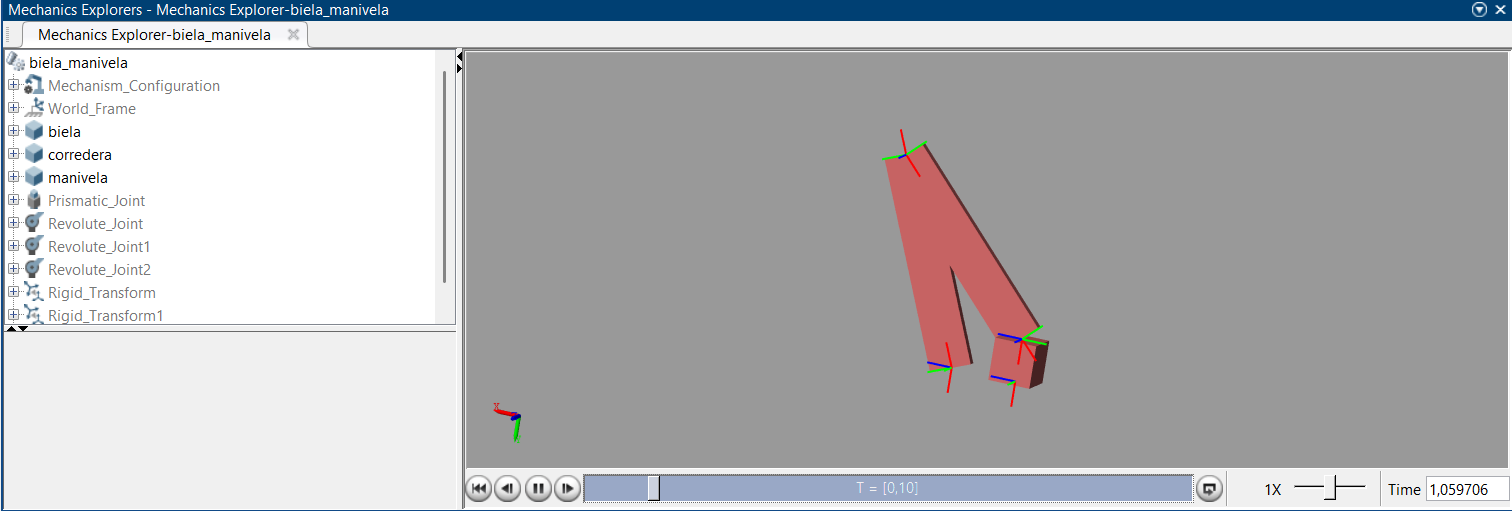 Mechanics Explorers - Mechanics Explorer-biela_manivela
Mechanics Explorer-biela_manivela
biela_manivela
Mechanism_Configuration
World_Frame
biela
corredera
manivela
Prismatic_Joint
Revolute_Joint
Revolute_Joint1
Revolute_Joint2
Rigid_Transform
Rigid_Transform1
X
T = [0,10]
1X
Time 1,059706